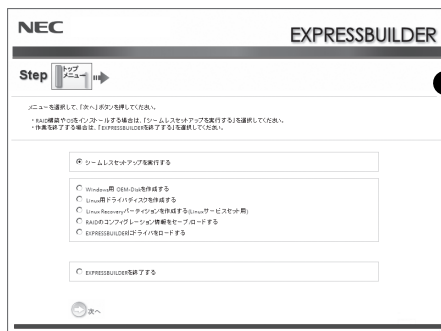 NEC
EXPRESSBUILDER
Step
トップ
メニュー
メニューを選択して、「次へ」ボタンを押してください。
・RAID構築やOSをインストールする場合は、「シームレスセットアップを実行する」を選択してください。
・作業を終了する場合は、「EXPRESSBUILDERを終了する」を選択してください。
シームレスセットアップを実行する
Windows用 OEM-Diskを作成する
Linux用ドライバディスクを作成する
Linux Recoveryパーティションを作成する(Linuxサービスセット用)
RAIDのコンフィグレーション情報をセーブ/ロードする
EXPRESSBUILDERにドライバをロードする
EXPRESSBUILDERを終了する
次へ